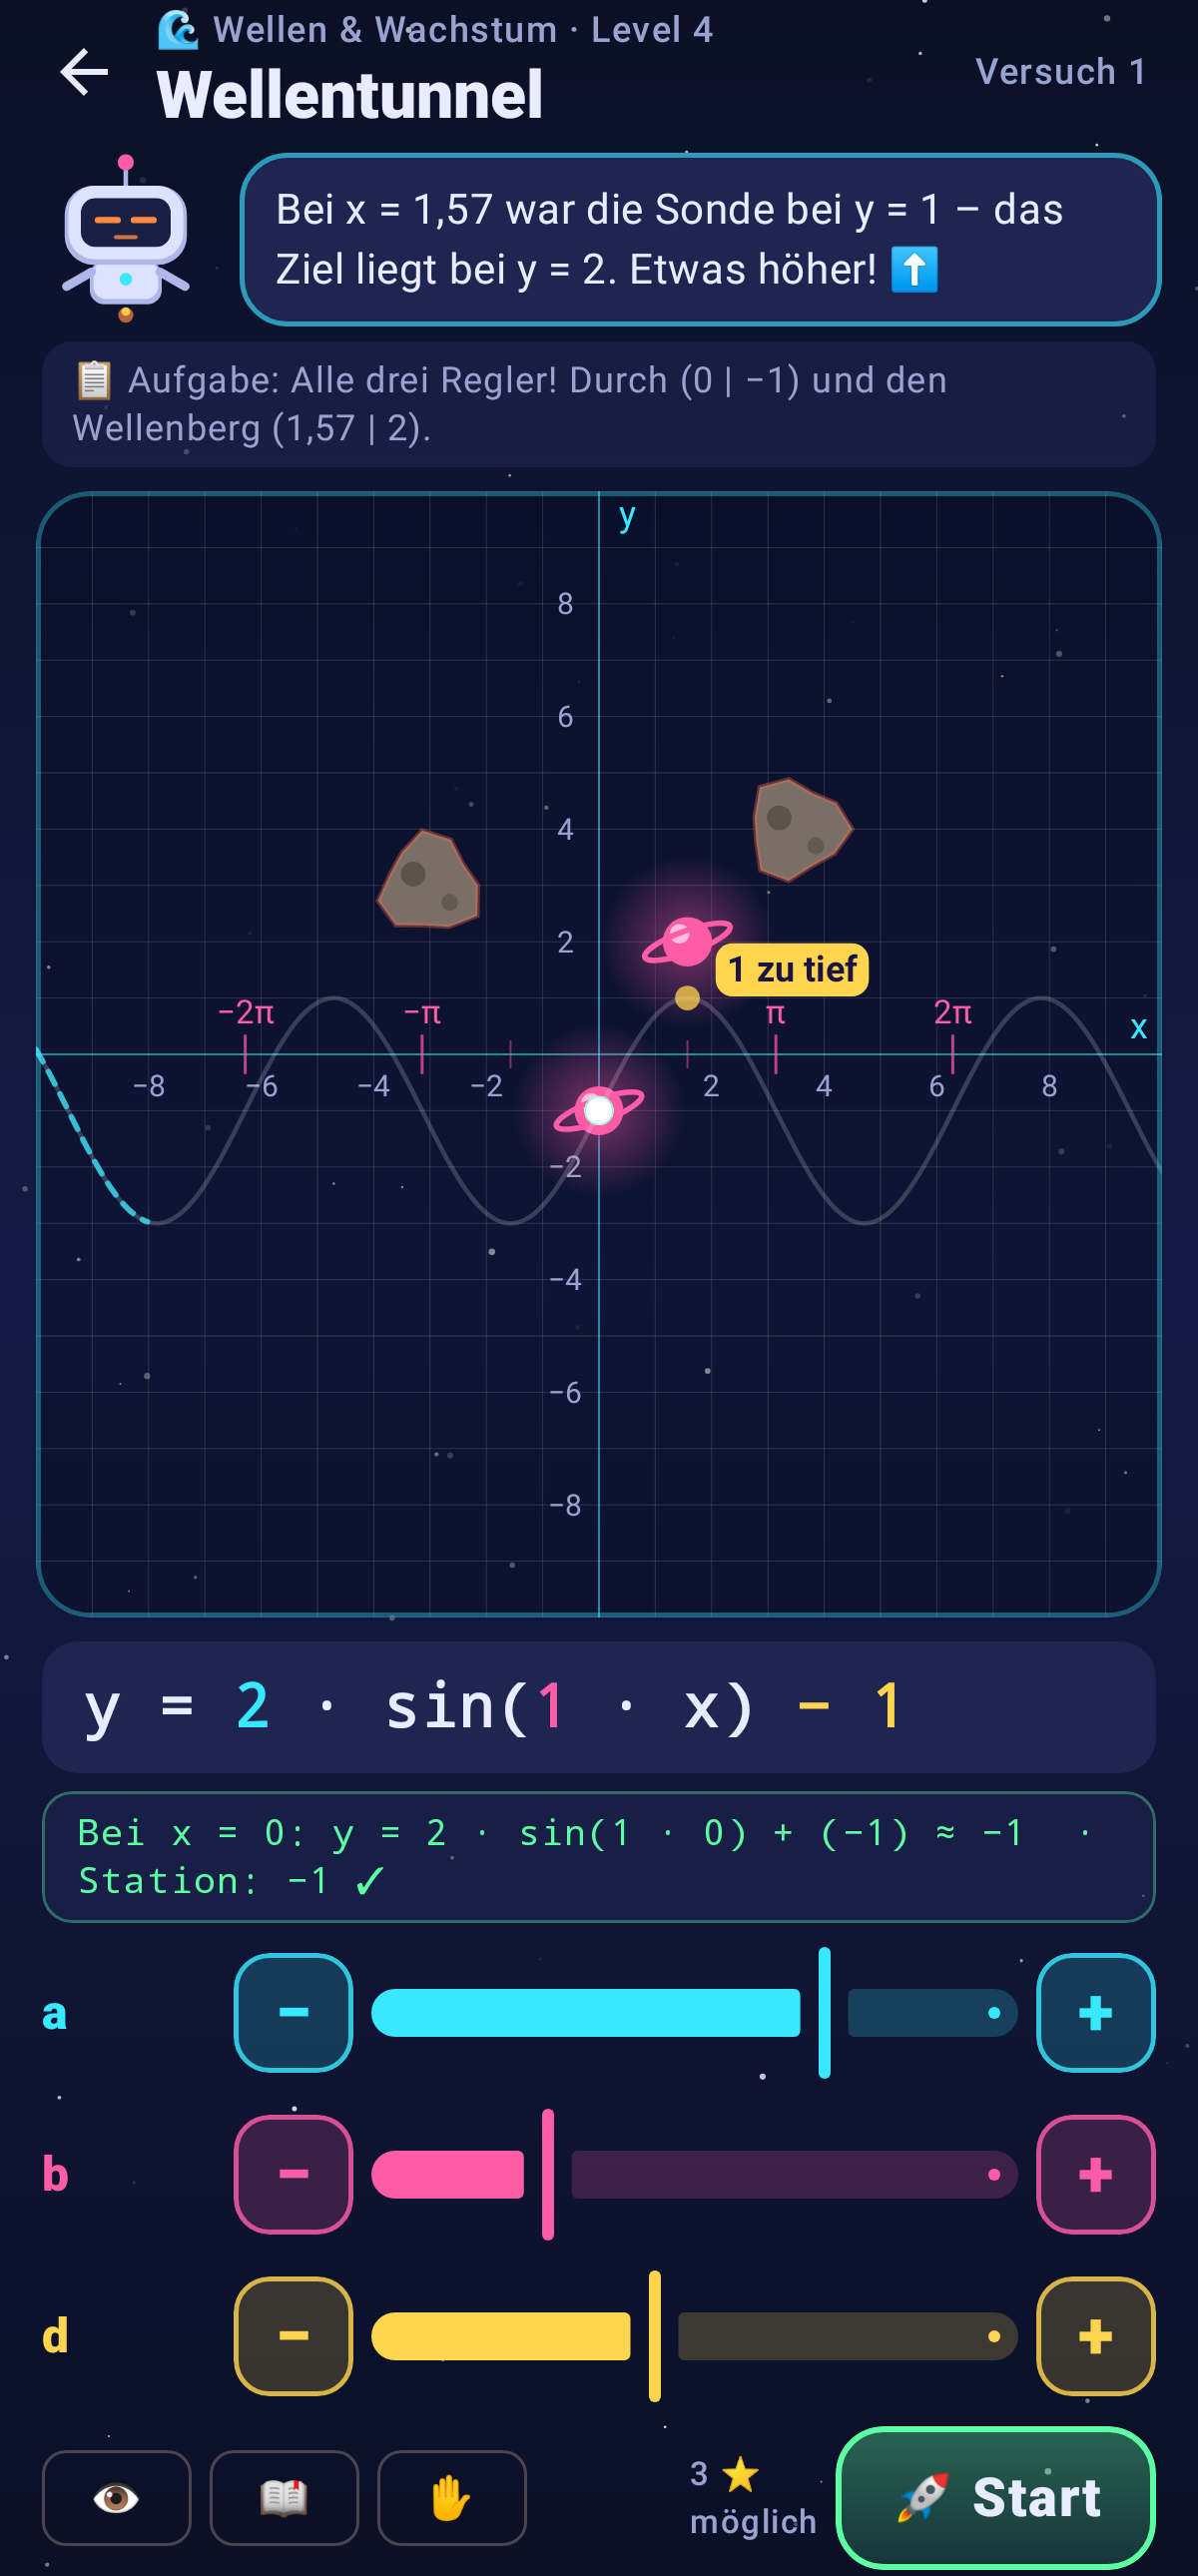 🌊 Wellen & Wachstum · Level 4
Wellentunnel
Versuch 1
Bei x = 1,57 war die Sonde bei y = 1 – das
Ziel liegt bei y = 2. Etwas höher! ⬆️
📋 Aufgabe: Alle drei Regler! Durch (0 | −1) und den
Wellenberg (1,57 | 2).
y
8
6
4
2
1 zu tief
−2π
−π
π
2π
x
−8
−6
−4
−2
2
4
6
8
−2
−4
−6
−8
y = 2 · sin(1 · x) − 1
Bei x = 0: y = 2 · sin(1 · 0) + (−1) ≈ −1 ·
Station: −1 ✓
a
−
+
b
−
+
d
−
+
3 ⭐
möglich
🚀 Start